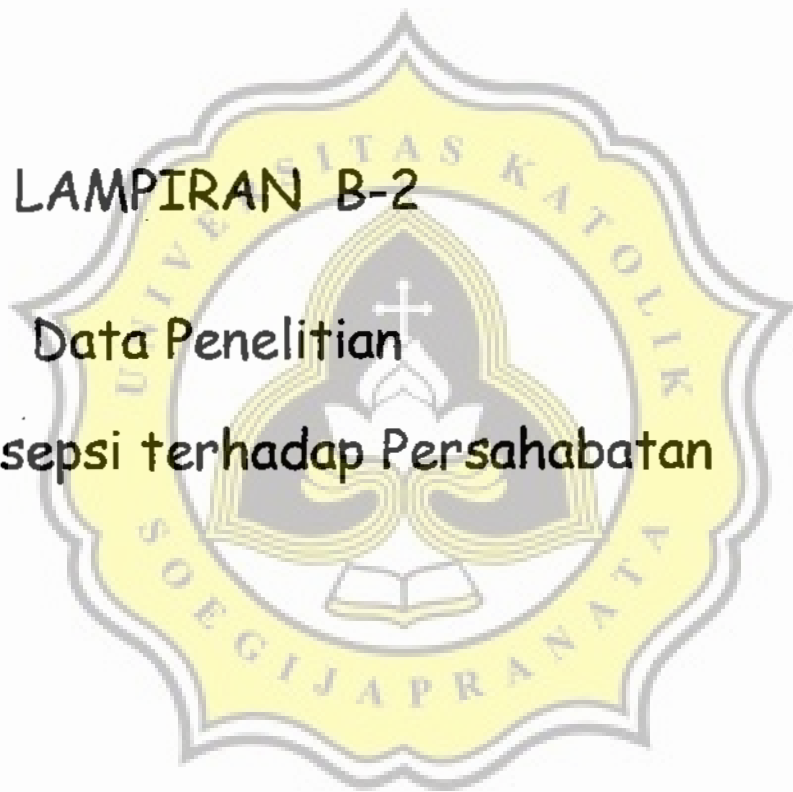 LAMPIRAN B-2
Data Penelitian
sepsi terhadap Persahabatan
UNIVERSITAS KATOLIK
SOEGIJAPRANATA